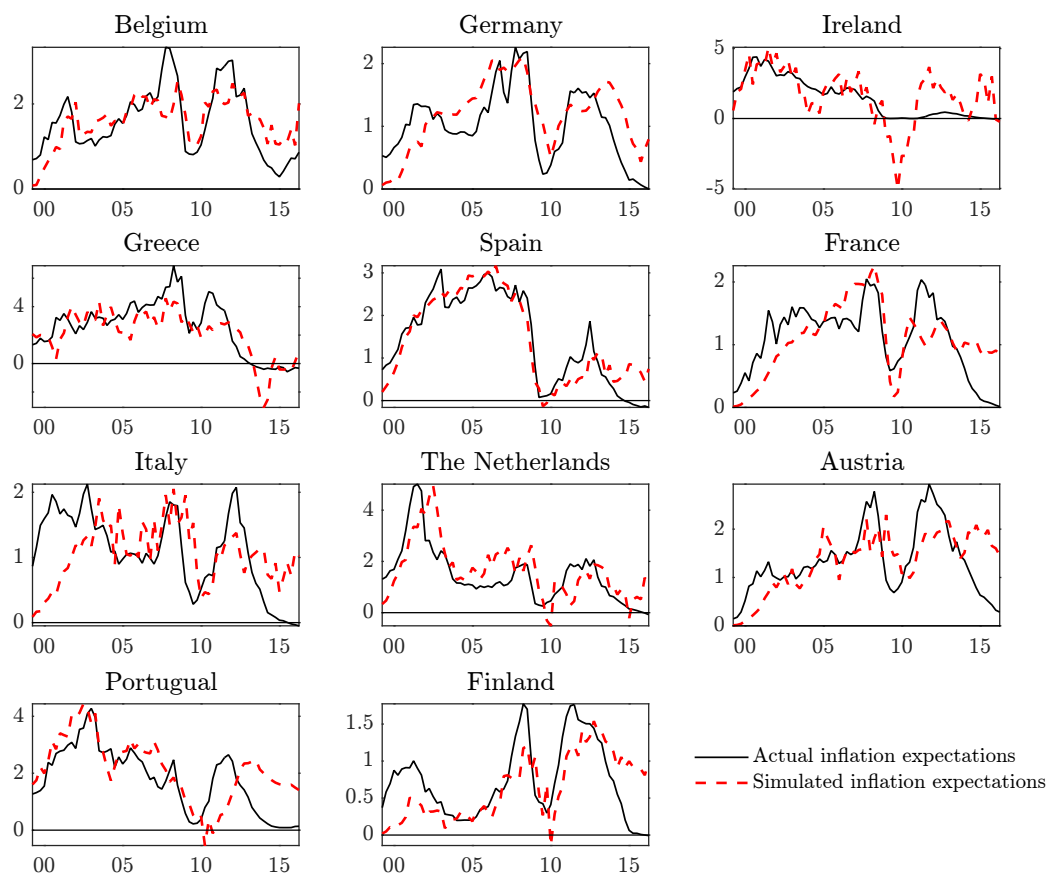 Belgium
2
0
00 05 10 15
Germany
2
1
0
00 05 10 15
Ireland
5
0
-5
00 05 10 15
Greece
4
0
00 05 10 15
Spain
3
2
1
0
00 05 10 15
France
2
1
0
00 05 10 15
Italy
2
1
0
00 05 10 15
The Netherlands
4
2
0
00 05 10 15
Austria
2
1
0
00 05 10 15
Portugual
4
2
0
00 05 10 15
Finland
1.5
1
0.5
0
00 05 10 15
Actual inflation expectations
Simulated inflation expectations